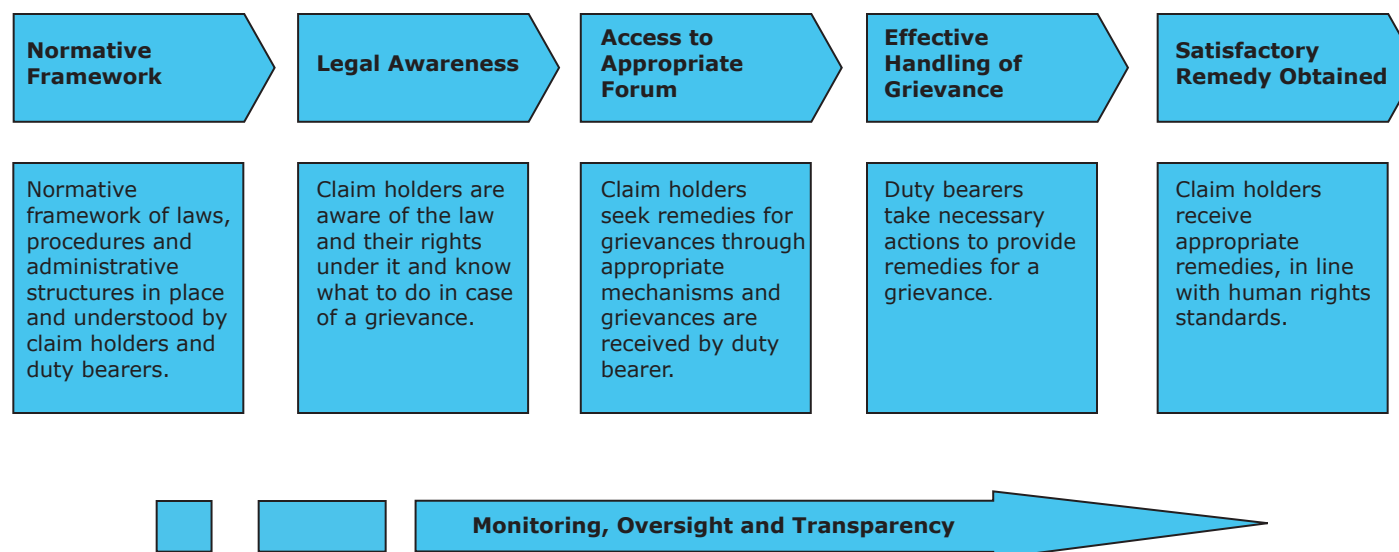 Normative
Framework
Legal Awareness
Access to
Appropriate
Forum
Effective
Handling of
Grievance
Satisfactory
Remedy Obtained
Normative
framework of laws,
procedures and
administrative
structures in place
and understood by
claim holders and
duty bearers.
Claim holders are
aware of the law
and their rights
under it and know
what to do in case
of a grievance.
Claim holders
seek remedies for
grievances through
appropriate
mechanisms and
grievances are
received by duty
bearer.
Duty bearers
take necessary
actions to provide
remedies for a
grievance.
Claim holders
receive
appropriate
remedies, in line
with human rights
standards.
Monitoring, Oversight and Transparency